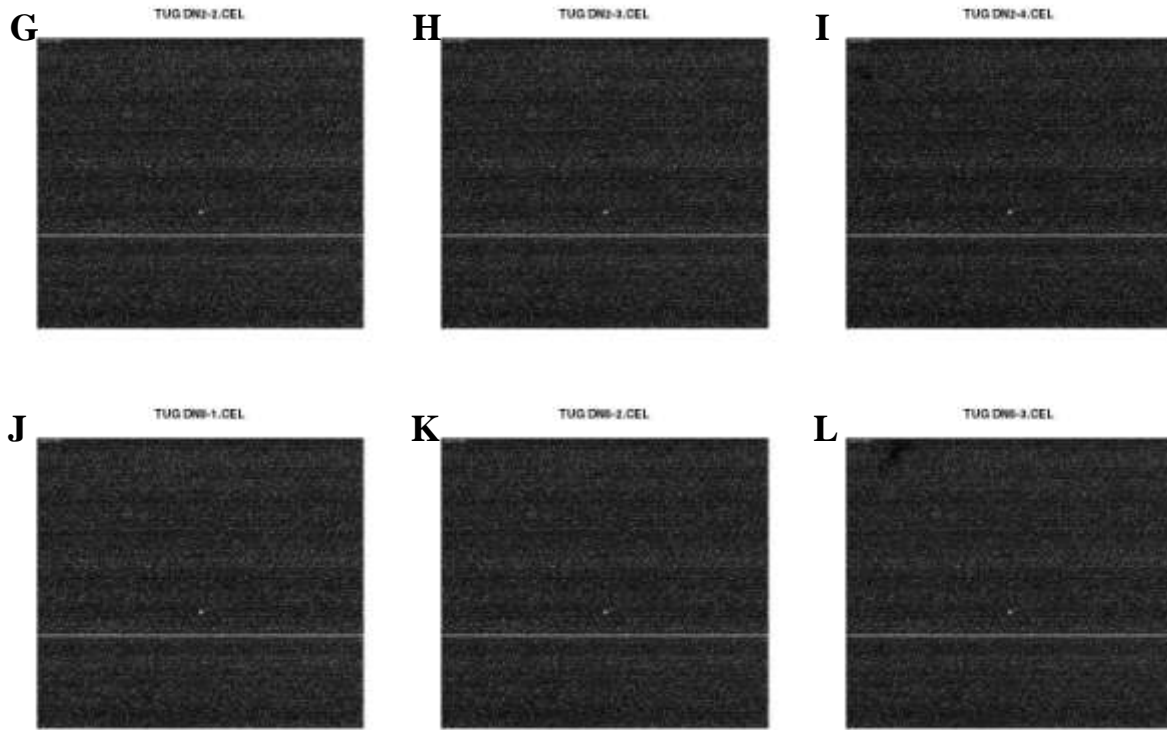 G TUG DN2-2.CEL
H TUG DN2-3.CEL
I TUG DN2-4.CEL
J TUG DN8-1.CEL
K TUG DN8-2.CEL
L TUG DN8-3.CEL